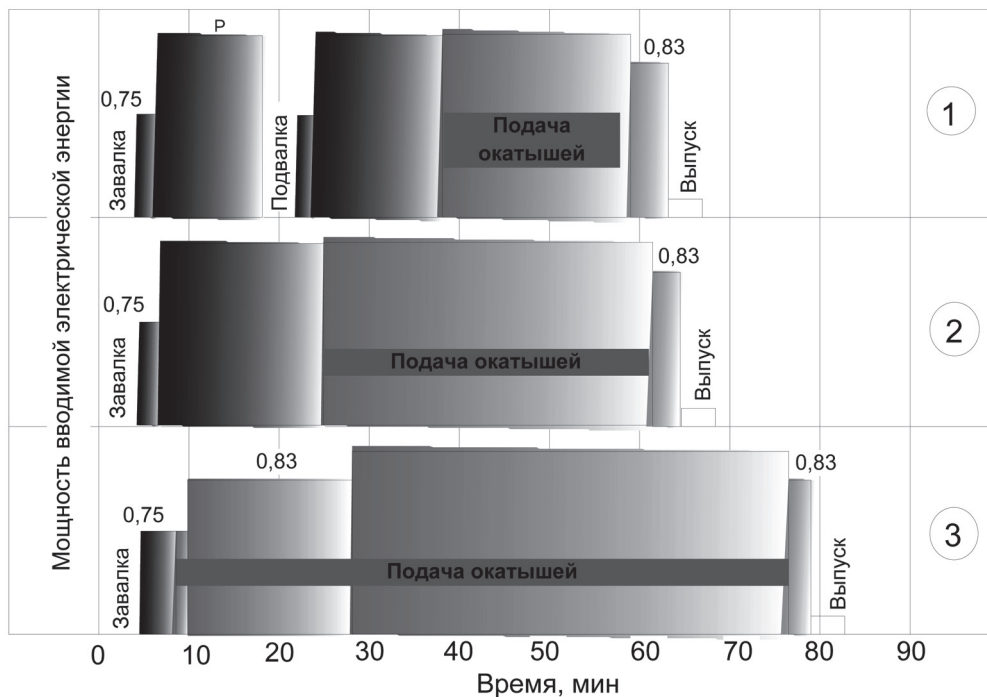 Мощность вводимой электрической энергии
P
0,75
0,83
Завалка
Подвалка
Подача
окатышей
Выпуск
1
0,75
0,83
Завалка
Подача окатышей
Выпуск
2
0,83
0,83
0,75
Завалка
Подача окатышей
Выпуск
3
0 10 20 30 40 50 60 70 80 90
Время, мин